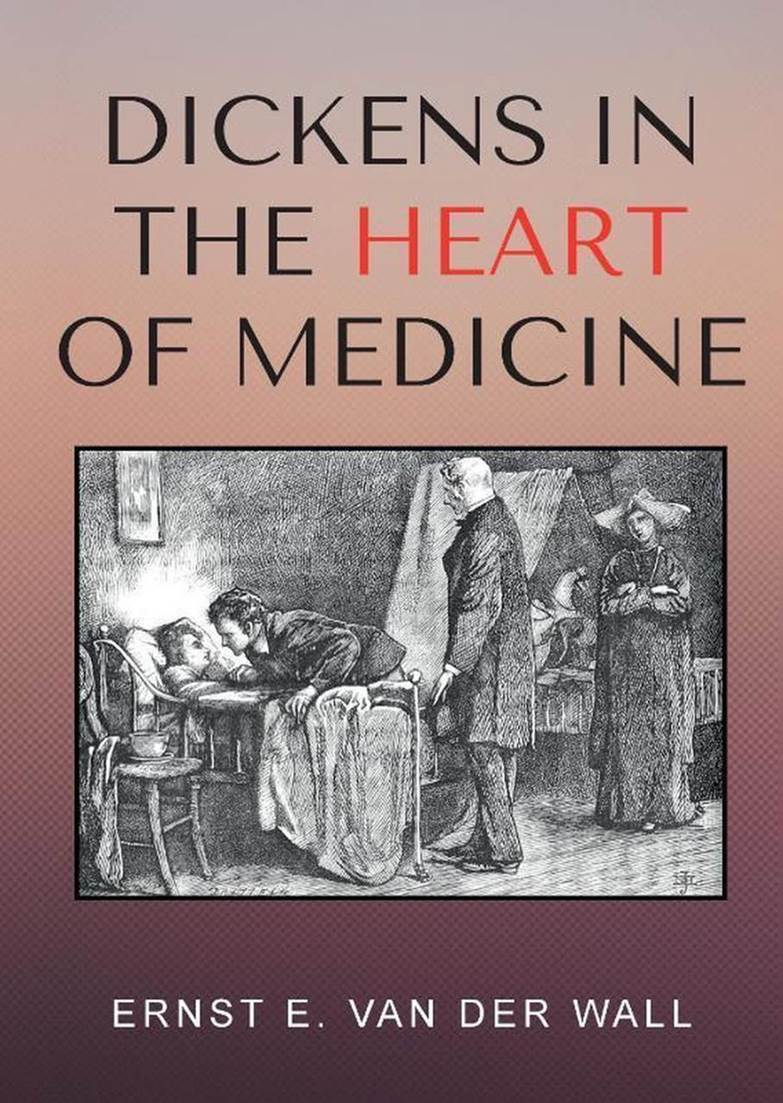 DICKENS IN
THE HEART
OF MEDICINE
ERNST E. VAN DER WALL